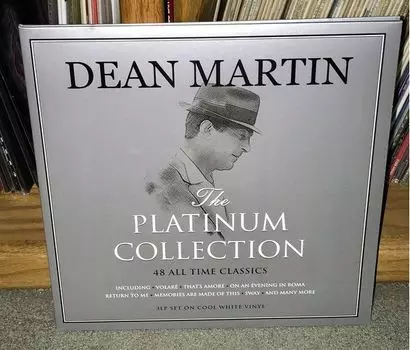 DEAN MARTIN
The
PLATINUM
COLLECTION
48 ALL TIME CLASSICS
INCLUDING • VOLARÉ • THAT'S AMORE • ON AN EVENING IN ROMA
RETURN TO ME • MEMORIES ARE MADE OF THIS • SWAY • AND MANY MORE
3LP SET ON COOL WHITE VINYL